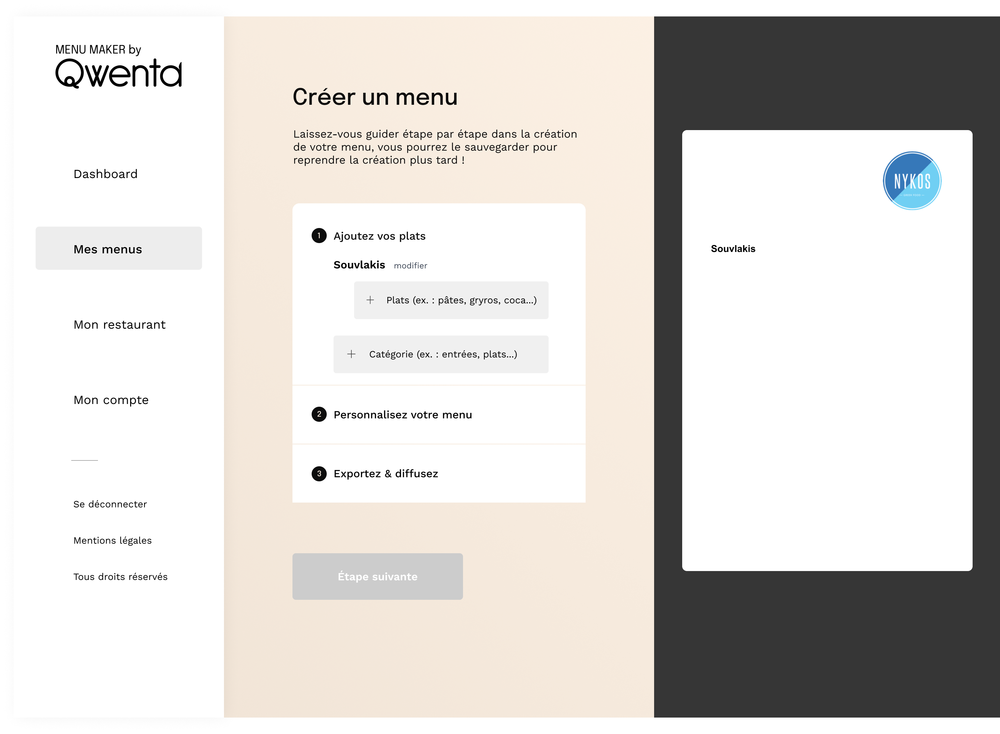 MENU MAKER by
Qwenta
Dashboard
Mes menus
Mon restaurant
Mon compte
Se déconnecter
Mentions légales
Tous droits réservés
Créer un menu
Laissez-vous guider étape par étape dans la création
de votre menu, vous pourrez le sauvegarder pour
reprendre la création plus tard !
1 Ajoutez vos plats
Souvlakis modifier
+ Plats (ex. : pâtes, gryros, coca...)
+ Catégorie (ex. : entrées, plats...)
2 Personnalisez votre menu
3 Exportez & diffusez
Étape suivante
NYKOS
— GREEK FOOD —
Souvlakis